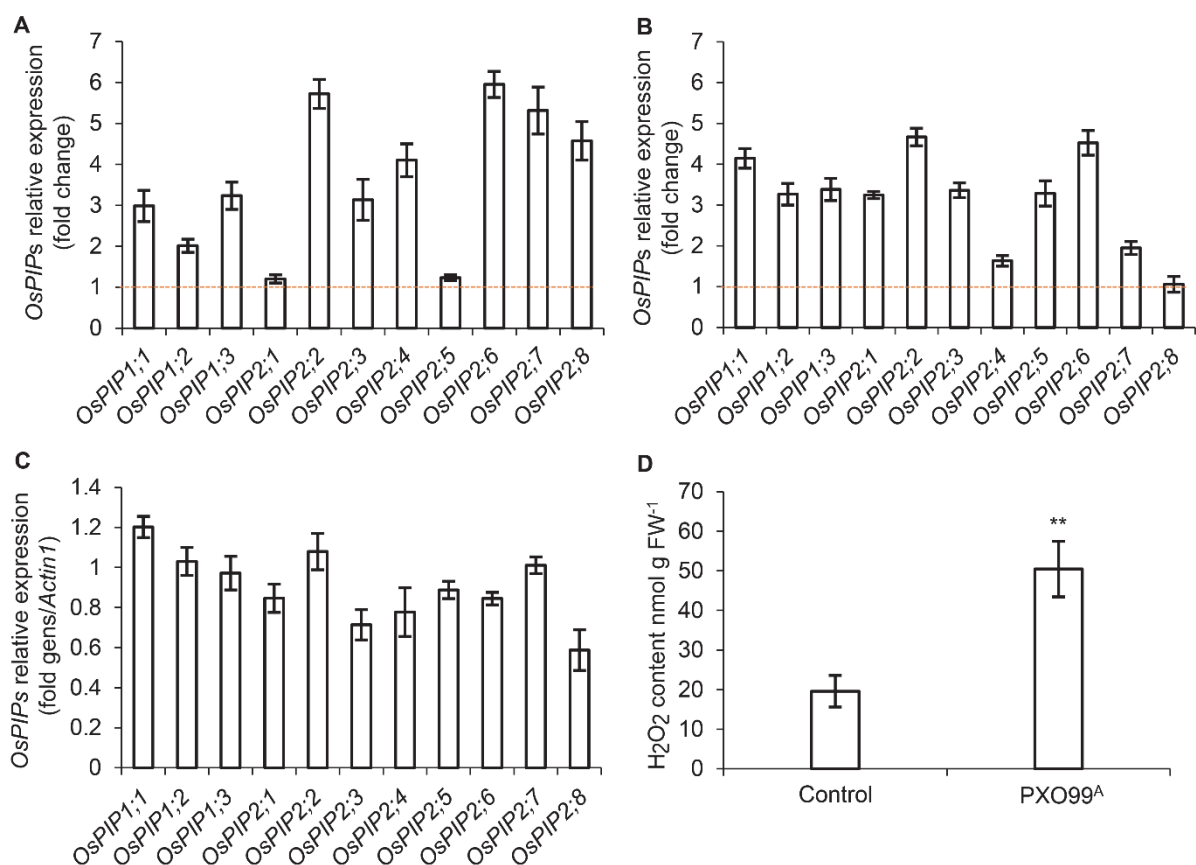 A
OsPIPs relative expression
(fold change)
7
6
5
4
3
2
1
0
OsPIP1;1
OsPIP1;2
OsPIP1;3
OsPIP2;1
OsPIP2;2
OsPIP2;3
OsPIP2;4
OsPIP2;5
OsPIP2;6
OsPIP2;7
OsPIP2;8
B
OsPIPs relative expression
(fold change)
7
6
5
4
3
2
1
0
OsPIP1;1
OsPIP1;2
OsPIP1;3
OsPIP2;1
OsPIP2;2
OsPIP2;3
OsPIP2;4
OsPIP2;5
OsPIP2;6
OsPIP2;7
OsPIP2;8
C
OsPIPs relative expression
(fold gens/Actin1)
1.4
1.2
1
0.8
0.6
0.4
0.2
0
OsPIP1;1
OsPIP1;2
OsPIP1;3
OsPIP2;1
OsPIP2;2
OsPIP2;3
OsPIP2;4
OsPIP2;5
OsPIP2;6
OsPIP2;7
OsPIP2;8
D
H2O2 content nmol g FW-1
70
60
50
40
30
20
10
0
**
Control
PXO99A